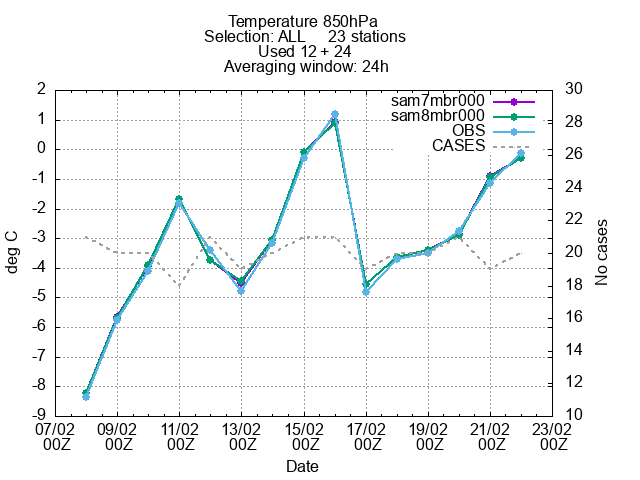 Temperature 850hPa
Selection: ALL 23 stations
Used 12 + 24
Averaging window: 24h
sam7mbr000
sam8mbr000
OBS
CASES
deg C
2
1
0
-1
-2
-3
-4
-5
-6
-7
-8
-9
30
28
26
24
22
20
18
16
14
12
10
No cases
07/02 09/02 11/02 13/02 15/02 17/02 19/02 21/02 23/02
00Z 00Z 00Z 00Z 00Z 00Z 00Z 00Z 00Z
Date